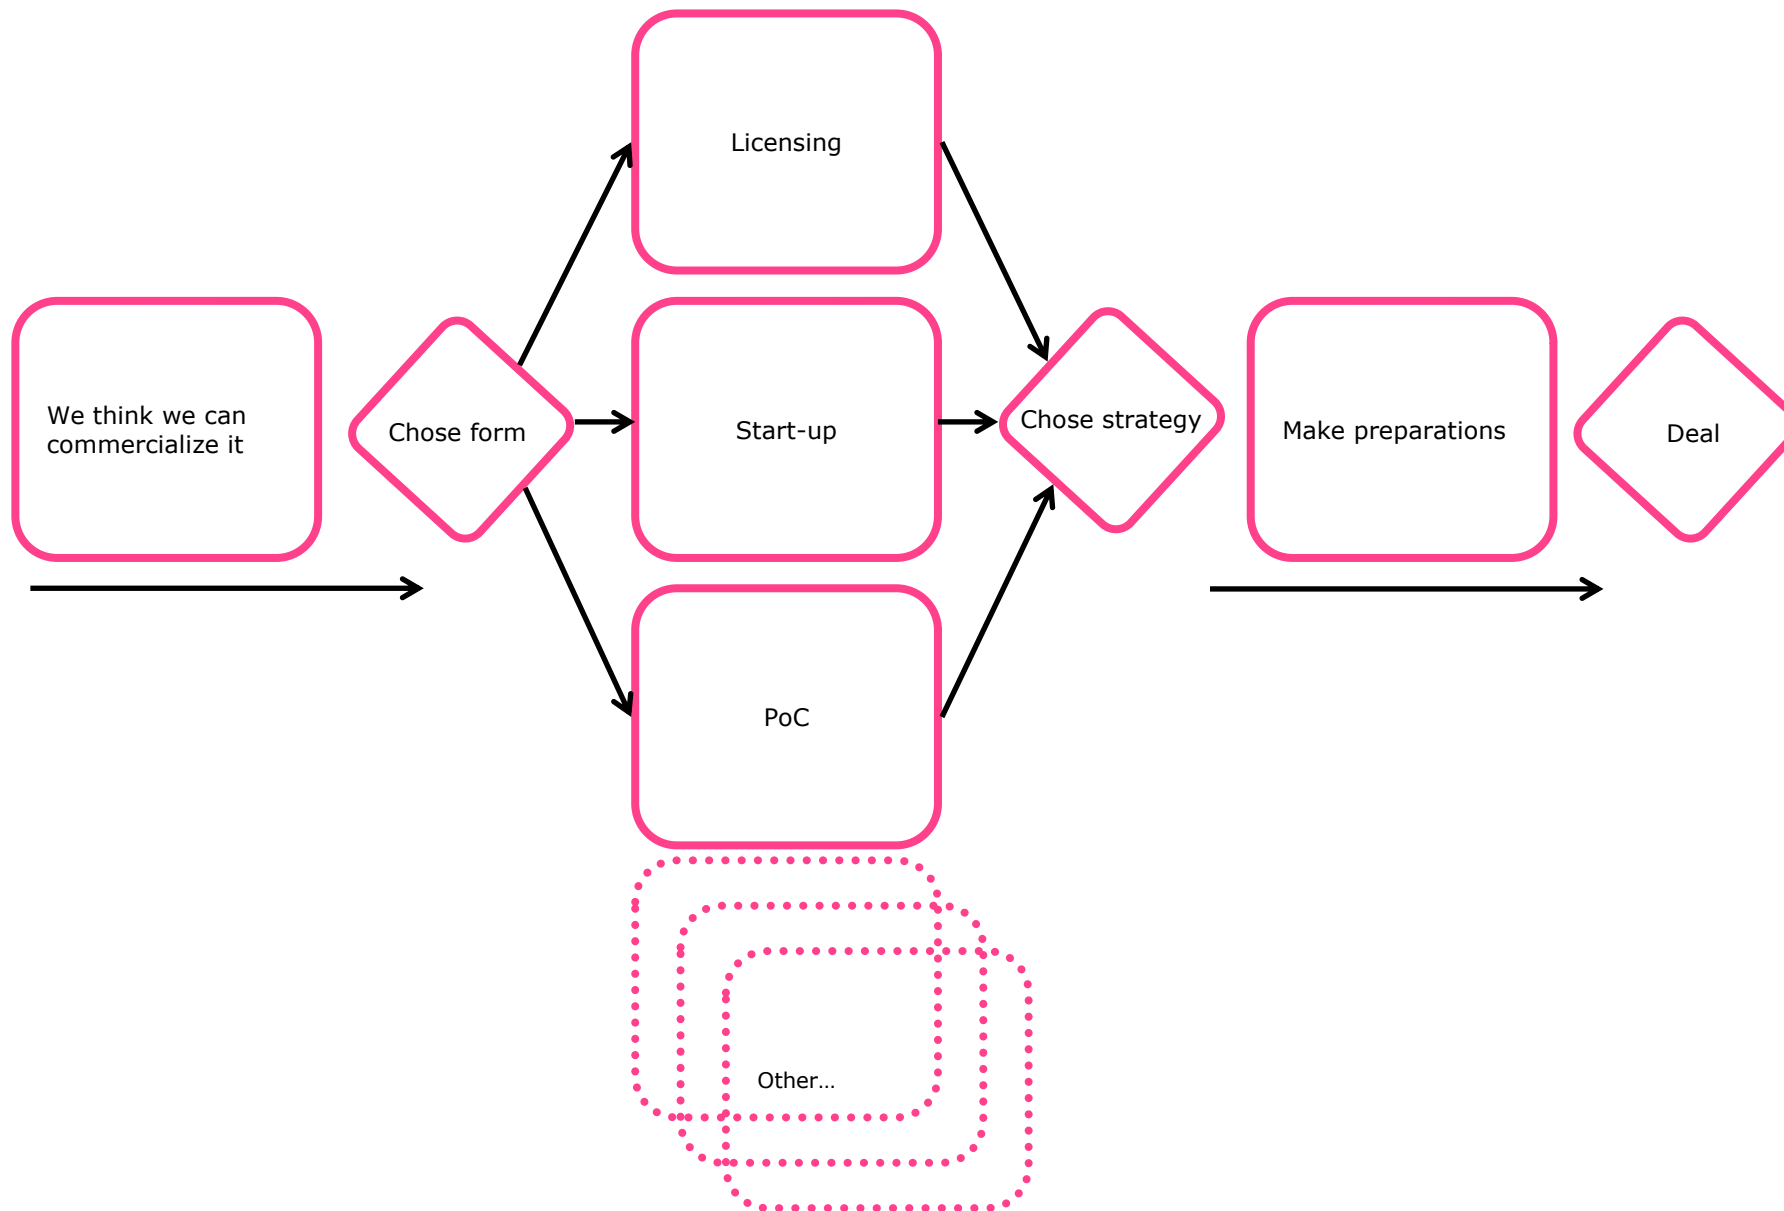 Licensing
We think we can
commercialize it
Chose form
Start-up
Chose strategy
Make preparations
Deal
PoC
Other...